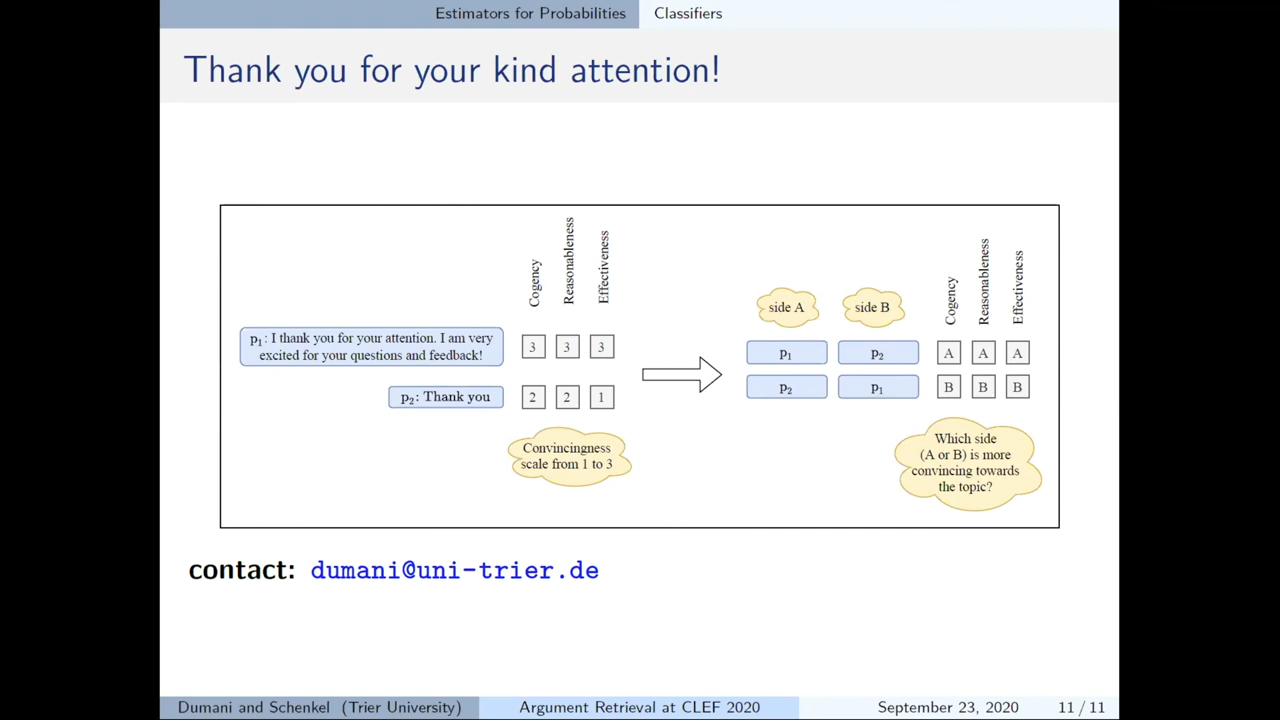 Estimators for Probabilities Classifiers
Thank you for your kind attention!
Cogency
Reasonableness
Effectiveness
p1: I thank you for your attention. I am very
excited for your questions and feedback!
3 3 3
p2: Thank you
2 2 1
Convincingness
scale from 1 to 3
side A
side B
Cogency
Reasonableness
Effectiveness
p1 p2 A A A
p2 p1 B B B
Which side
(A or B) is more
convincing towards
the topic?
contact: dumani@uni-trier.de
Dumani and Schenkel (Trier University) Argument Retrieval at CLEF 2020 September 23, 2020 11 / 11